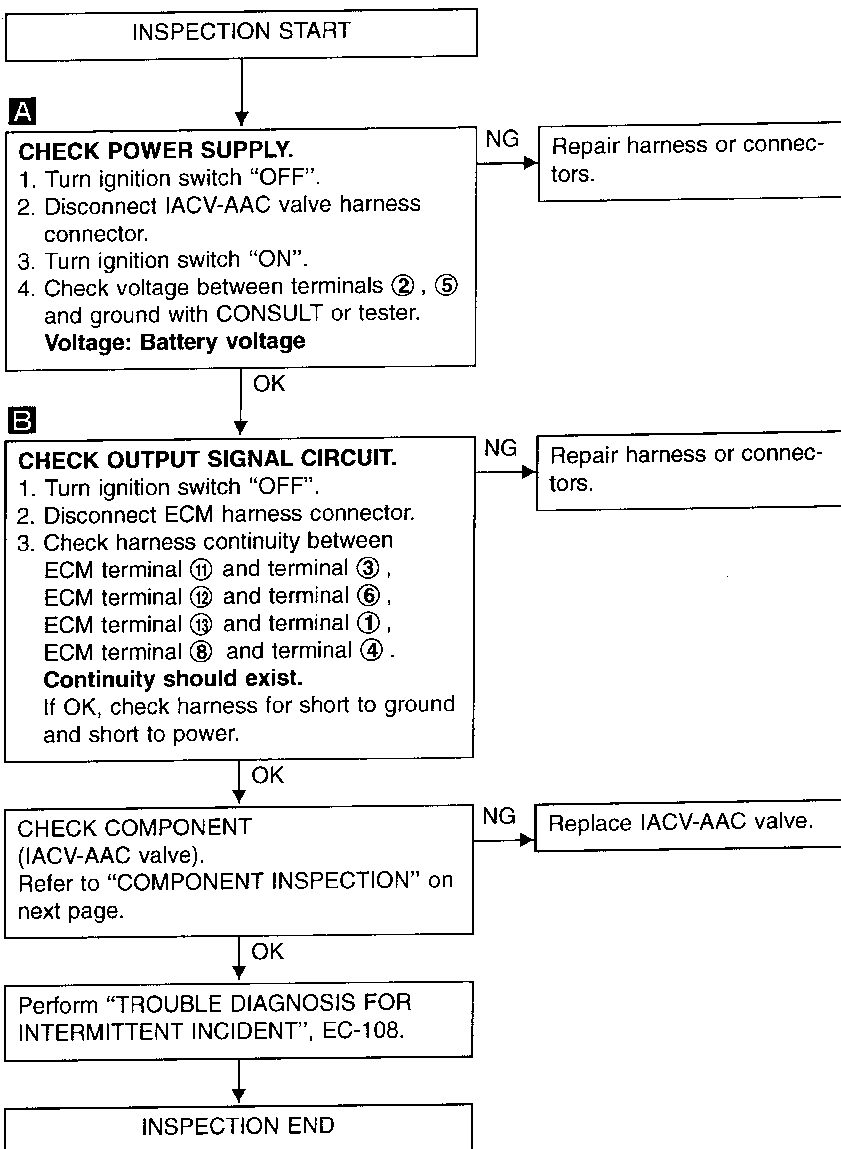 INSPECTION START
A
CHECK POWER SUPPLY.
1. Turn ignition switch “OFF”.
2. Disconnect IACV-AAC valve harness
connector.
3. Turn ignition switch “ON”.
4. Check voltage between terminals ②, ⑤
and ground with CONSULT or tester.
Voltage: Battery voltage
NG
Repair harness or connec-
tors.
OK
B
CHECK OUTPUT SIGNAL CIRCUIT.
1. Turn ignition switch “OFF”.
2. Disconnect ECM harness connector.
3. Check harness continuity between
ECM terminal ⑪ and terminal ③,
ECM terminal ⑫ and terminal ⑥,
ECM terminal ⑬ and terminal ①,
ECM terminal ⑧ and terminal ④.
Continuity should exist.
If OK, check harness for short to ground
and short to power.
NG
Repair harness or connec-
tors.
OK
CHECK COMPONENT
(IACV-AAC valve).
Refer to “COMPONENT INSPECTION” on
next page.
NG
Replace IACV-AAC valve.
OK
Perform “TROUBLE DIAGNOSIS FOR
INTERMITTENT INCIDENT”, EC-108.
INSPECTION END